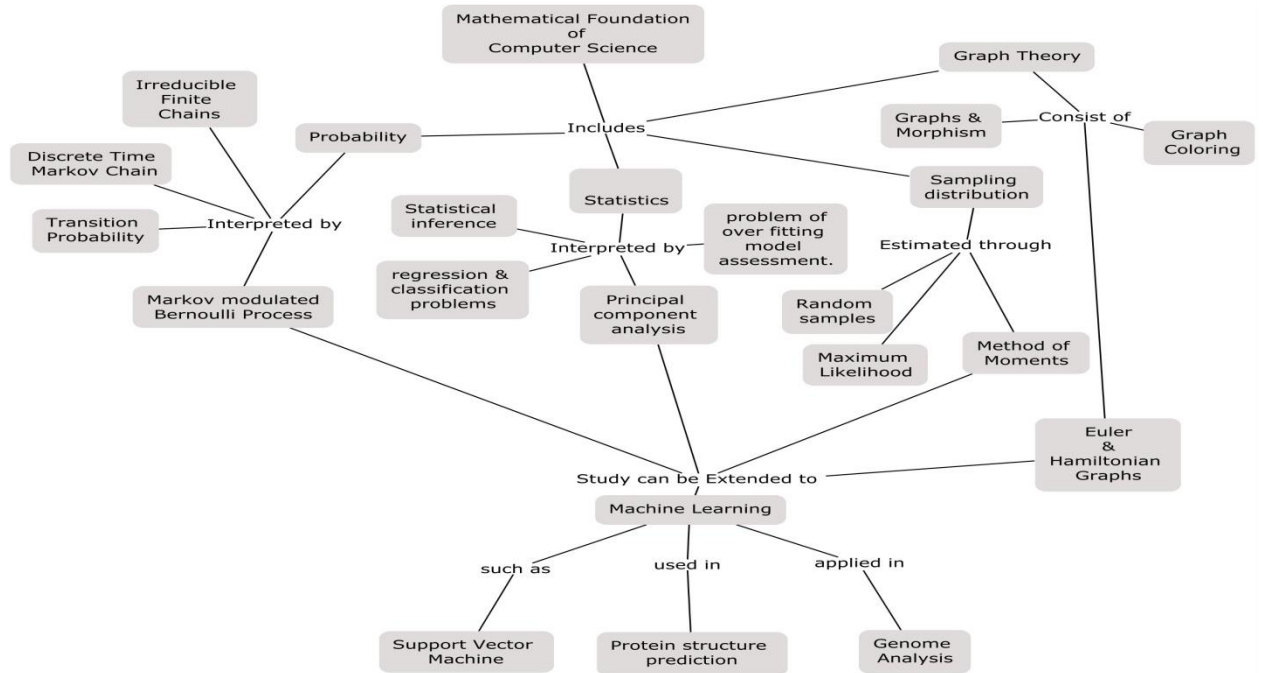 Mathematical Foundation
of
Computer Science
Graph Theory
Irreducible
Finite
Chains
Probability
Includes
Graphs &
Morphism
Consist of
Graph
Coloring
Discrete Time
Markov Chain
Statistics
Sampling
distribution
Transition
Probability
Interpreted by
Statistical
inference
Interpreted by
problem of
over fitting
model
assessment.
Estimated through
regression &
classification
problems
Markov modulated
Bernoulli Process
Principal
component
analysis
Random
samples
Maximum
Likelihood
Method of
Moments
Euler
&
Hamiltonian
Graphs
Study can be Extended to
Machine Learning
such as
used in
applied in
Support Vector
Machine
Protein structure
prediction
Genome
Analysis